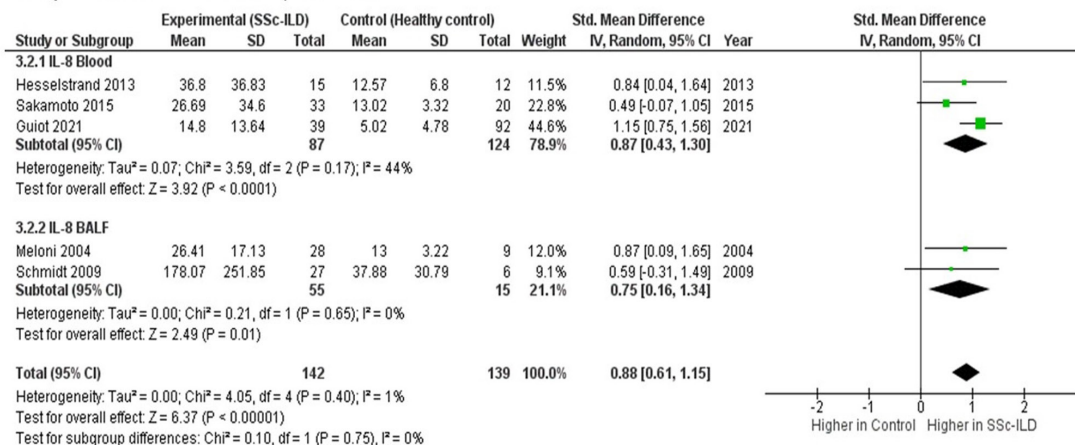 Experimental (SSc-ILD) Control (Healthy control) Std. Mean Difference Std. Mean Difference
Study or Subgroup Mean SD Total Mean SD Total Weight IV, Random, 95% CI Year IV, Random, 95% CI
3.2.1 IL-8 Blood
Hesselstrand 2013 36.8 36.83 15 12.57 6.8 12 11.5% 0.84 [0.04, 1.64] 2013
Sakamoto 2015 26.69 34.6 33 13.02 3.32 20 22.8% 0.49 [-0.07, 1.05] 2015
Guiot 2021 14.8 13.64 39 5.02 4.78 92 44.6% 1.15 [0.75, 1.56] 2021
Subtotal (95% CI) 87 124 78.9% 0.87 [0.43, 1.30]
Heterogeneity: Tau² = 0.07; Chi² = 3.59, df = 2 (P = 0.17); I² = 44%
Test for overall effect: Z = 3.92 (P < 0.0001)
3.2.2 IL-8 BALF
Meloni 2004 26.41 17.13 28 13 3.22 9 12.0% 0.87 [0.09, 1.65] 2004
Schmidt 2009 178.07 251.85 27 37.88 30.79 6 9.1% 0.59 [-0.31, 1.49] 2009
Subtotal (95% CI) 55 15 21.1% 0.75 [0.16, 1.34]
Heterogeneity: Tau² = 0.00; Chi² = 0.21, df = 1 (P = 0.65); I² = 0%
Test for overall effect: Z = 2.49 (P = 0.01)
Total (95% CI) 142 139 100.0% 0.88 [0.61, 1.15]
Heterogeneity: Tau² = 0.00; Chi² = 4.05, df = 4 (P = 0.40); I² = 1%
Test for overall effect: Z = 6.37 (P < 0.00001)
Test for subgroup differences: Chi² = 0.10, df = 1 (P = 0.75), I² = 0%
-2 -1 0 1 2
Higher in Control Higher in SSc-ILD